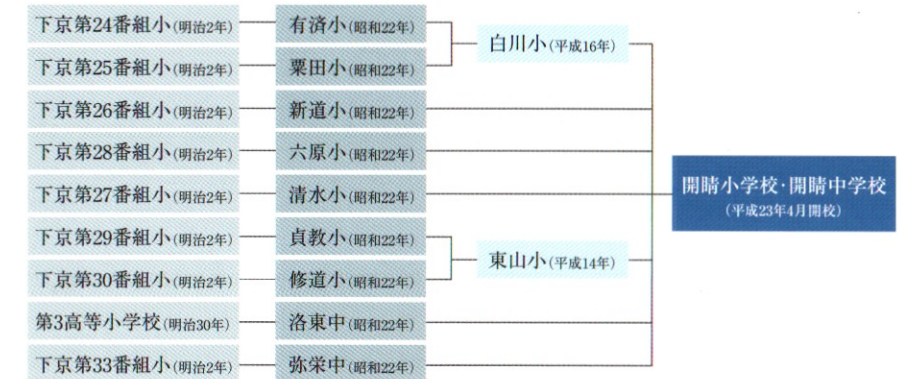 下京第24番組小(明治2年) 有済小(昭和22年)
白川小(平成16年)
下京第25番組小(明治2年) 粟田小(昭和22年)
下京第26番組小(明治2年) 新道小(昭和22年)
下京第28番組小(明治2年) 六原小(昭和22年)
下京第27番組小(明治2年) 清水小(昭和22年)
開睛小学校・開睛中学校
(平成23年4月開校)
下京第29番組小(明治2年) 貞教小(昭和22年)
東山小(平成14年)
下京第30番組小(明治2年) 修道小(昭和22年)
第3高等小学校(明治30年) 洛東中(昭和22年)
下京第33番組小(明治2年) 弥栄中(昭和22年)